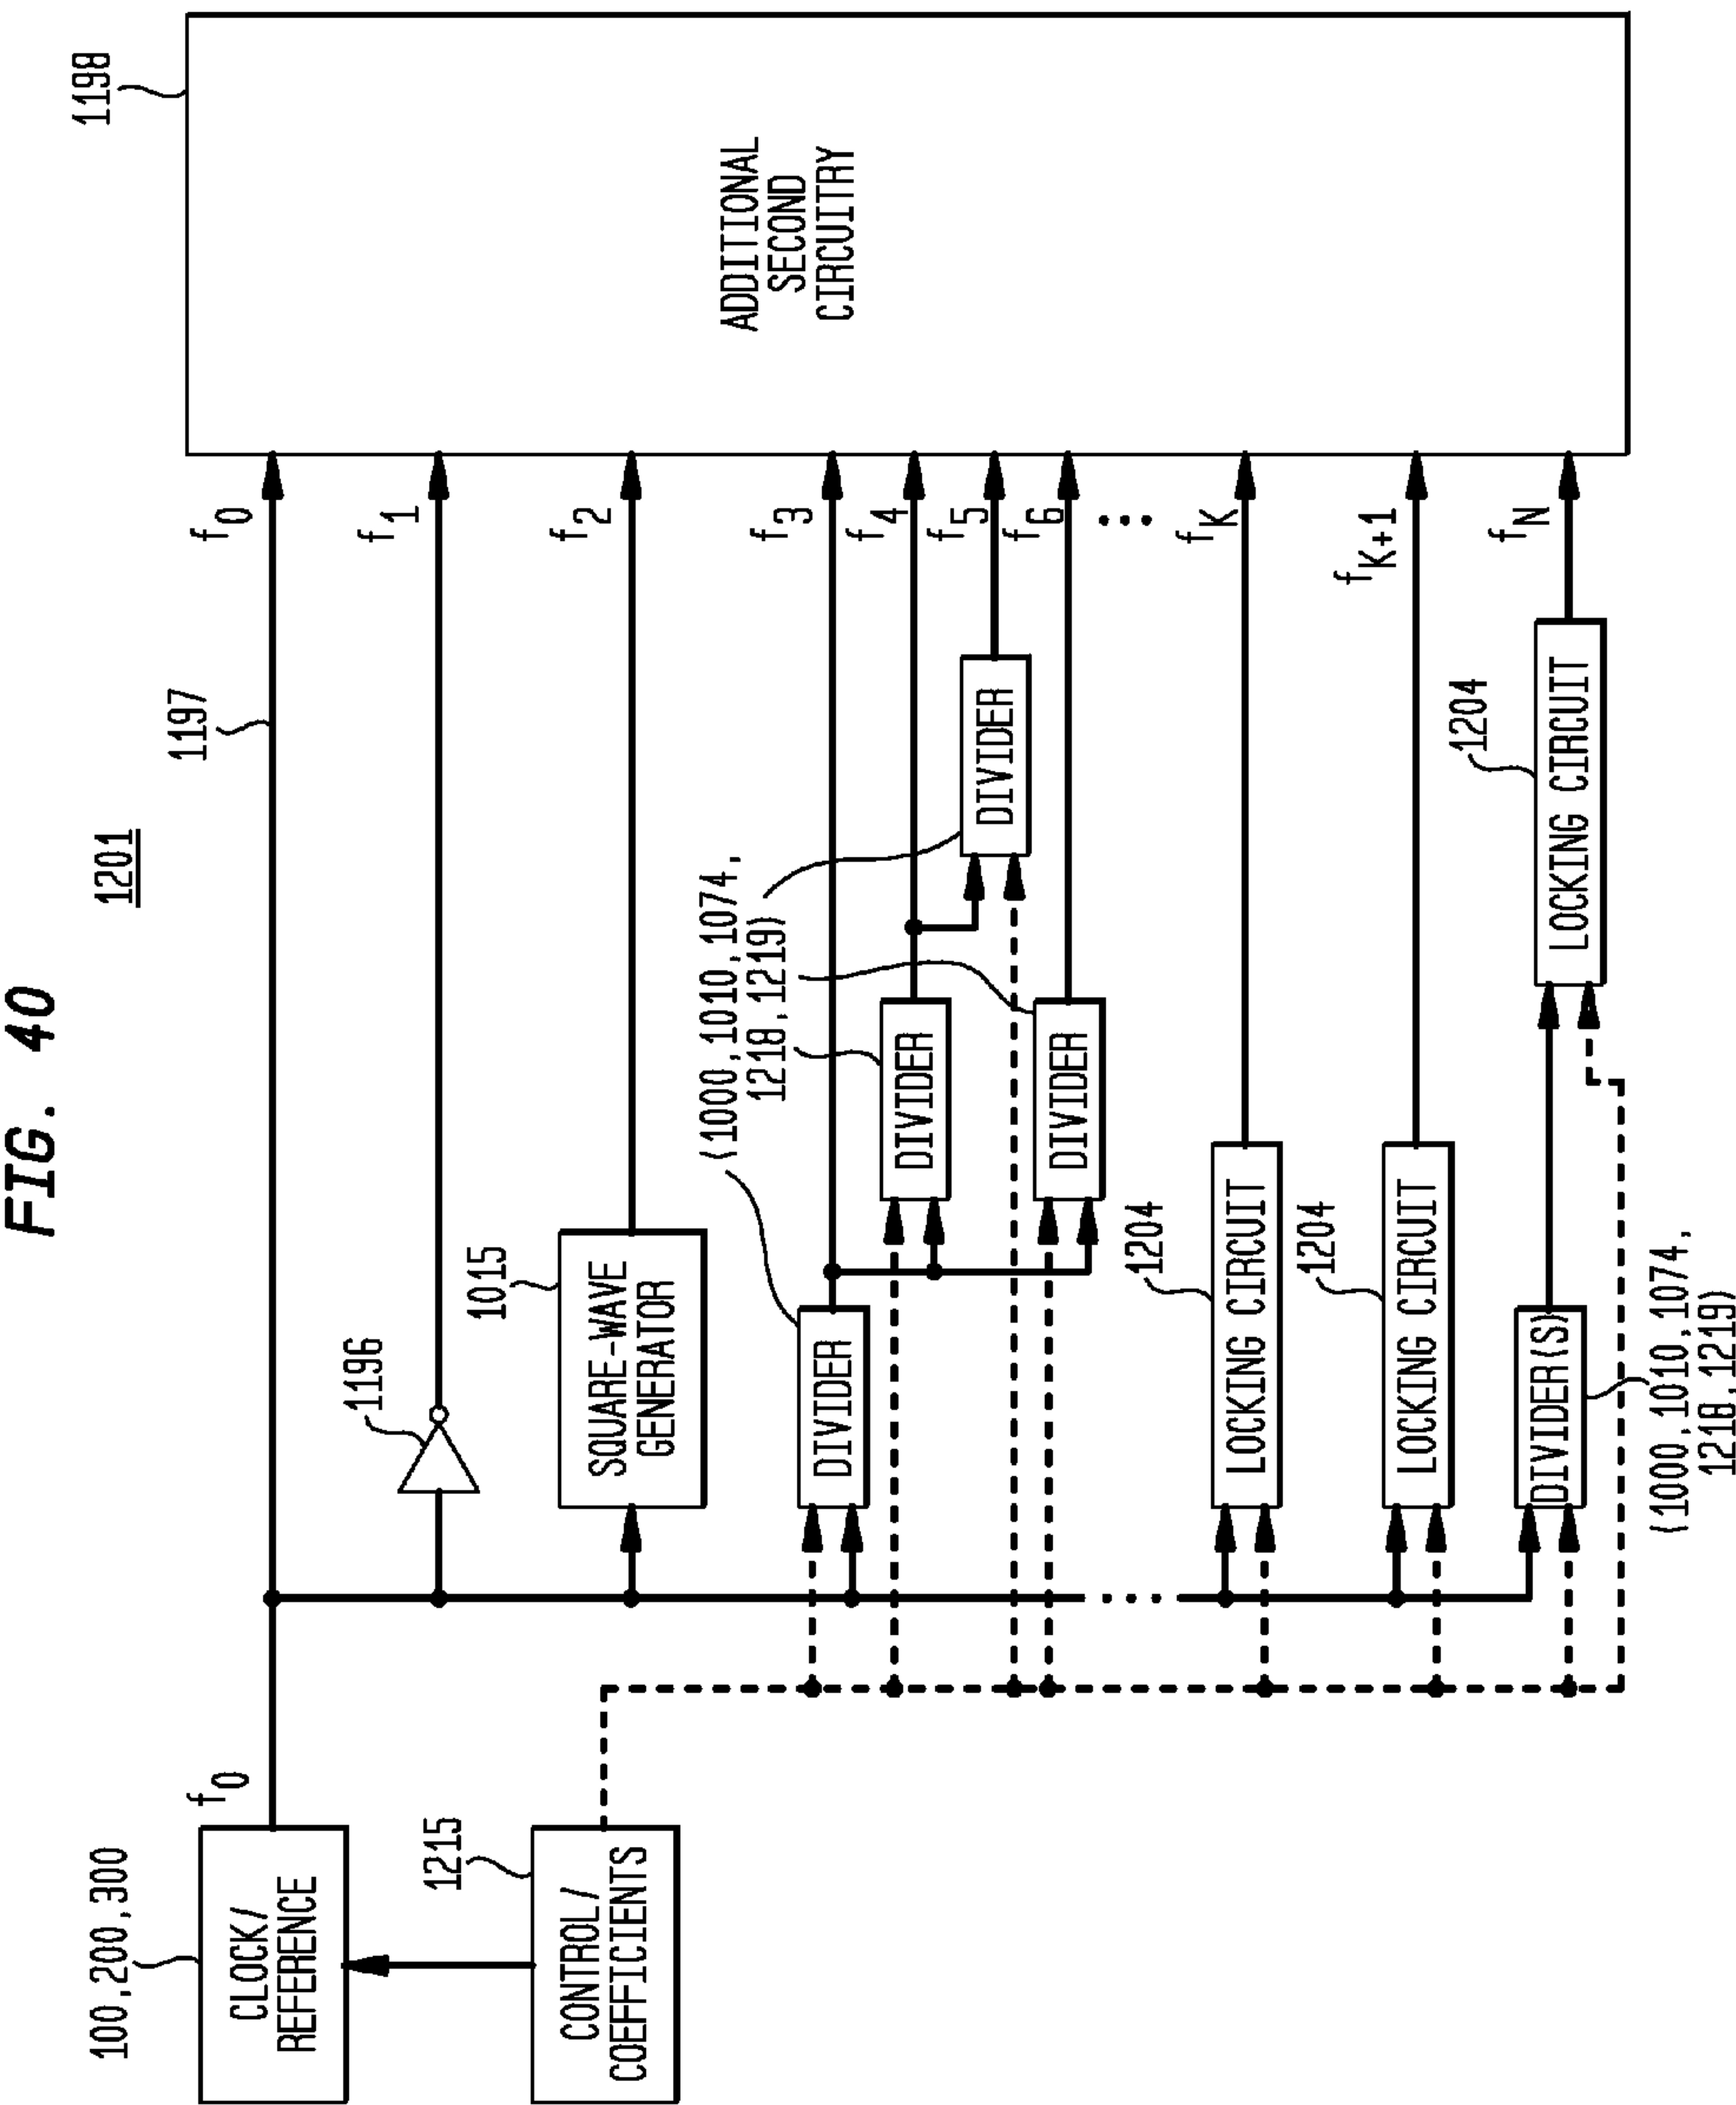 FIG. 40
1201
100,200,300
CLOCK/
REFERENCE
f0
1197
f0
1198
ADDITIONAL
SECOND
CIRCUITRY
1196
f1
1215
CONTROL/
COEFFICIENTS
1015
SQUARE-WAVE
GENERATOR
f2
(1000,1010,1074,
1218,1219)
DIVIDER
f3
DIVIDER
f4
DIVIDER
f5
DIVIDER
f6
...
1204
LOCKING CIRCUIT
fK
1204
LOCKING CIRCUIT
fK+1
DIVIDER(S)
1204
LOCKING CIRCUIT
fN
(1000,1010,1074,
1218,1219)